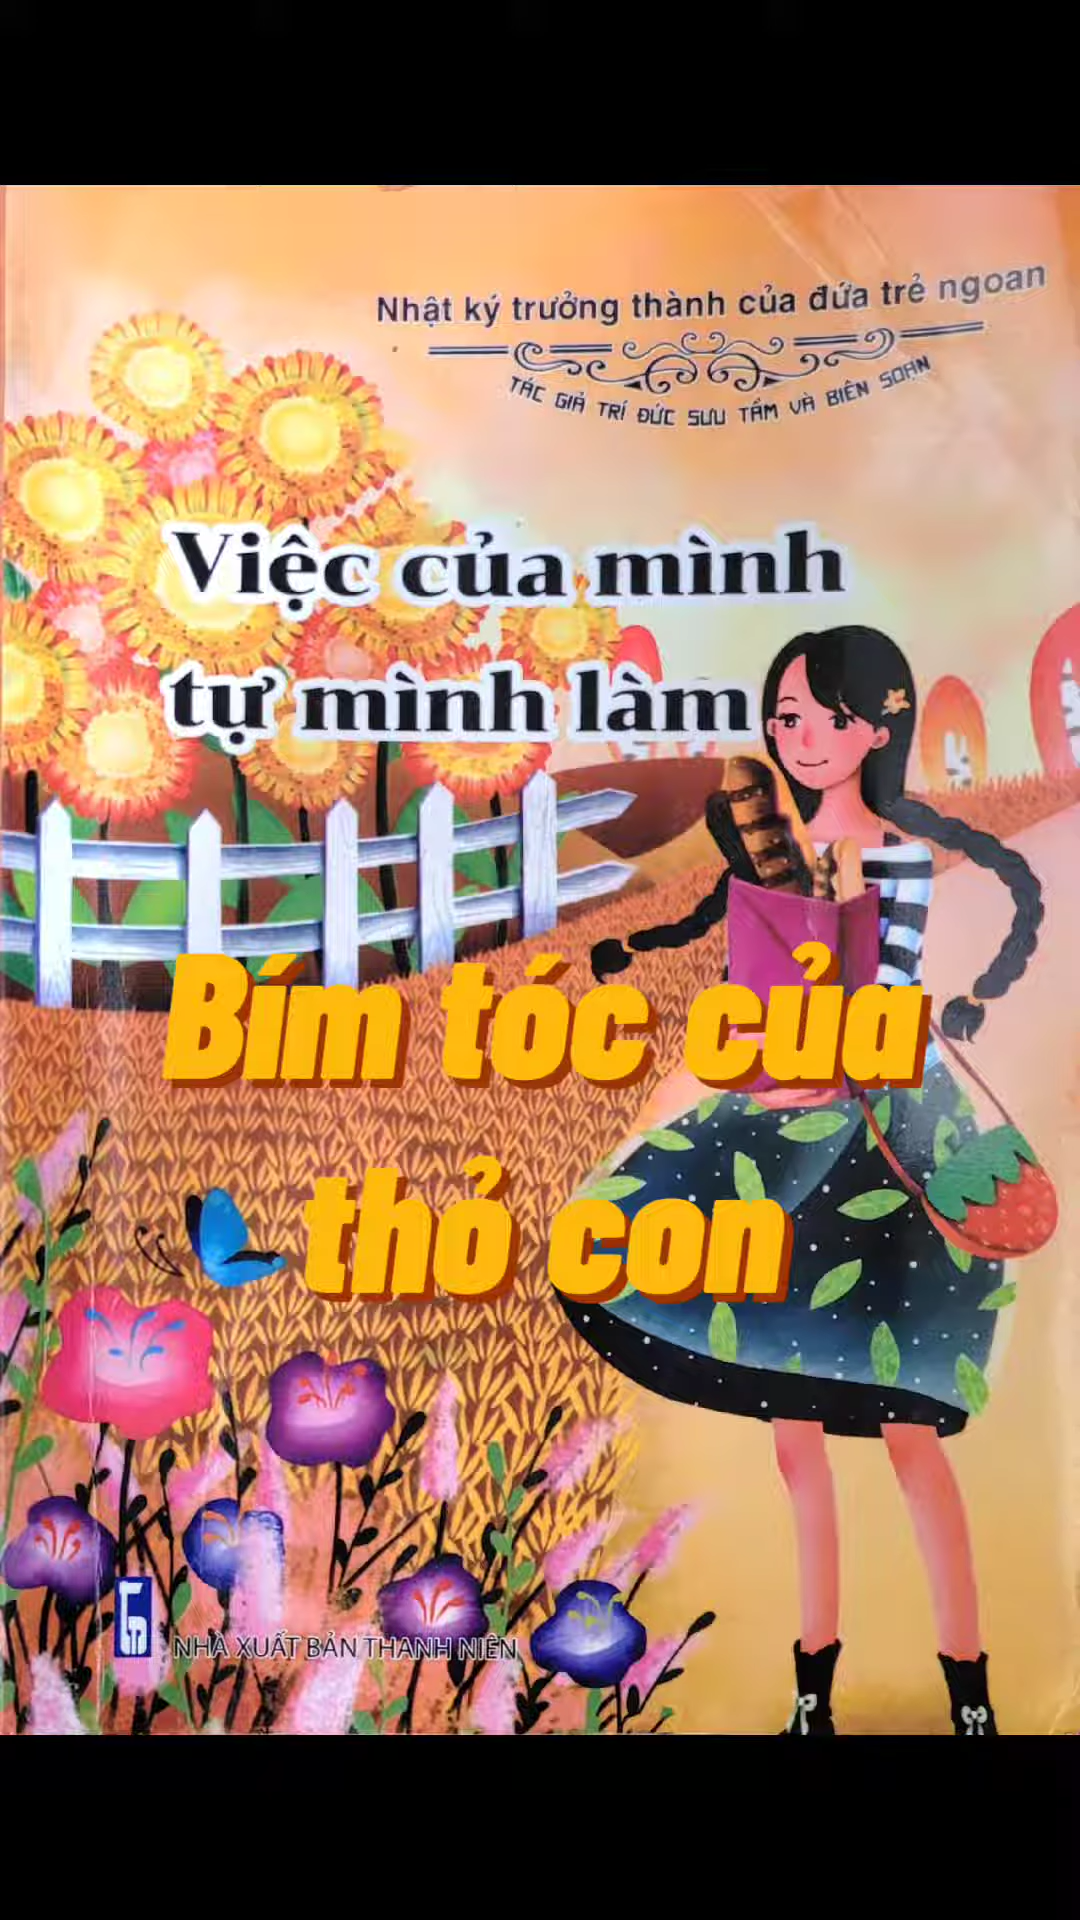 Nhật ký trưởng thành của đứa trẻ ngoan
TÁC GIẢ TRÍ ĐỨC SƯU TẦM VÀ BIÊN SOẠN
Việc của mình
tự mình làm
Bím tóc của
thỏ con
NHÀ XUẤT BẢN THANH NIÊN